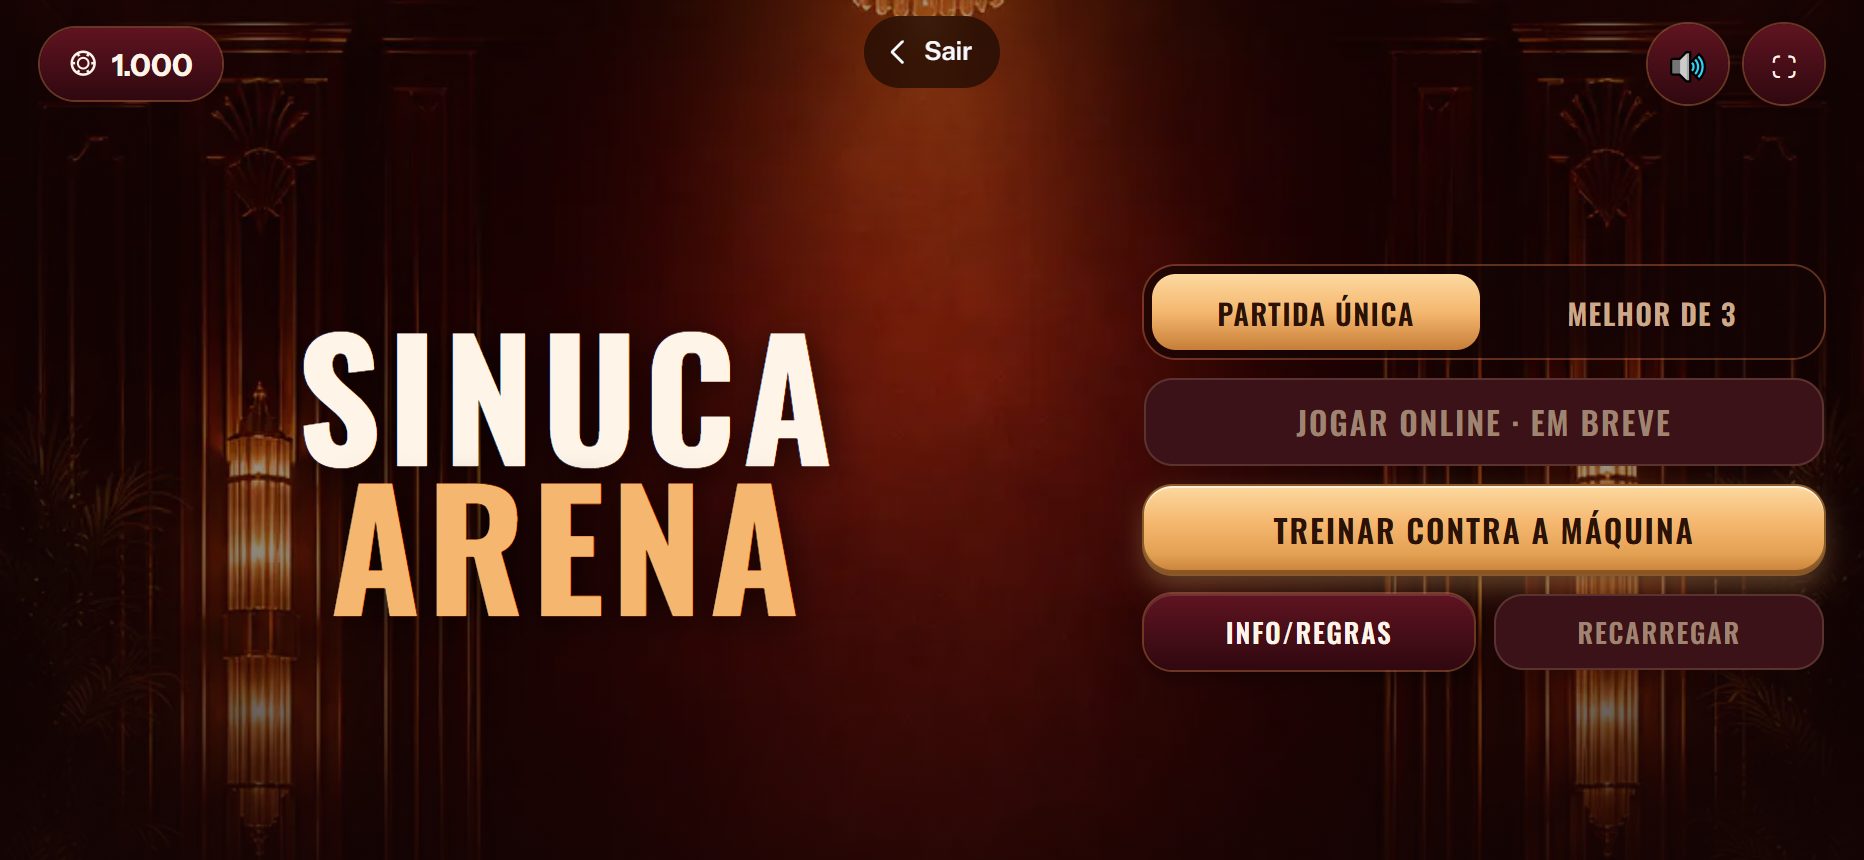 1.000
Sair
SINUCA
ARENA
PARTIDA ÚNICA
MELHOR DE 3
JOGAR ONLINE · EM BREVE
TREINAR CONTRA A MÁQUINA
INFO/REGRAS
RECARREGAR